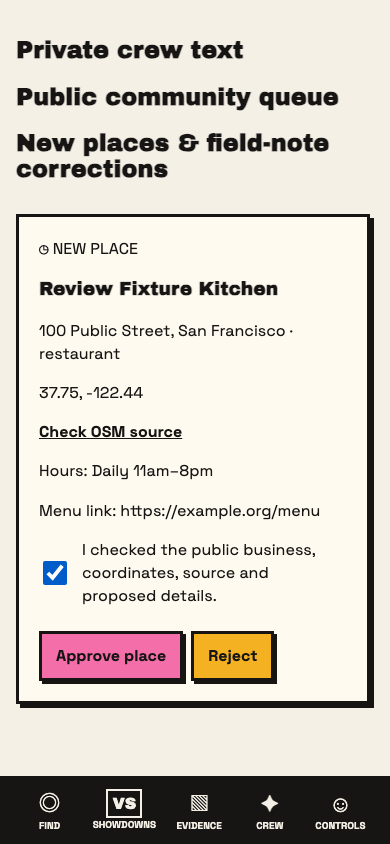 Private crew text
Public community queue
New places & field-note
corrections
NEW PLACE
Review Fixture Kitchen
100 Public Street, San Francisco ·
restaurant
37.75, -122.44
Check OSM source
Hours: Daily 11am–8pm
Menu link: https://example.org/menu
I checked the public business,
coordinates, source and
proposed details.
Approve place
Reject
VS
FIND
SHOWDOWNS
EVIDENCE
CREW
CONTROLS